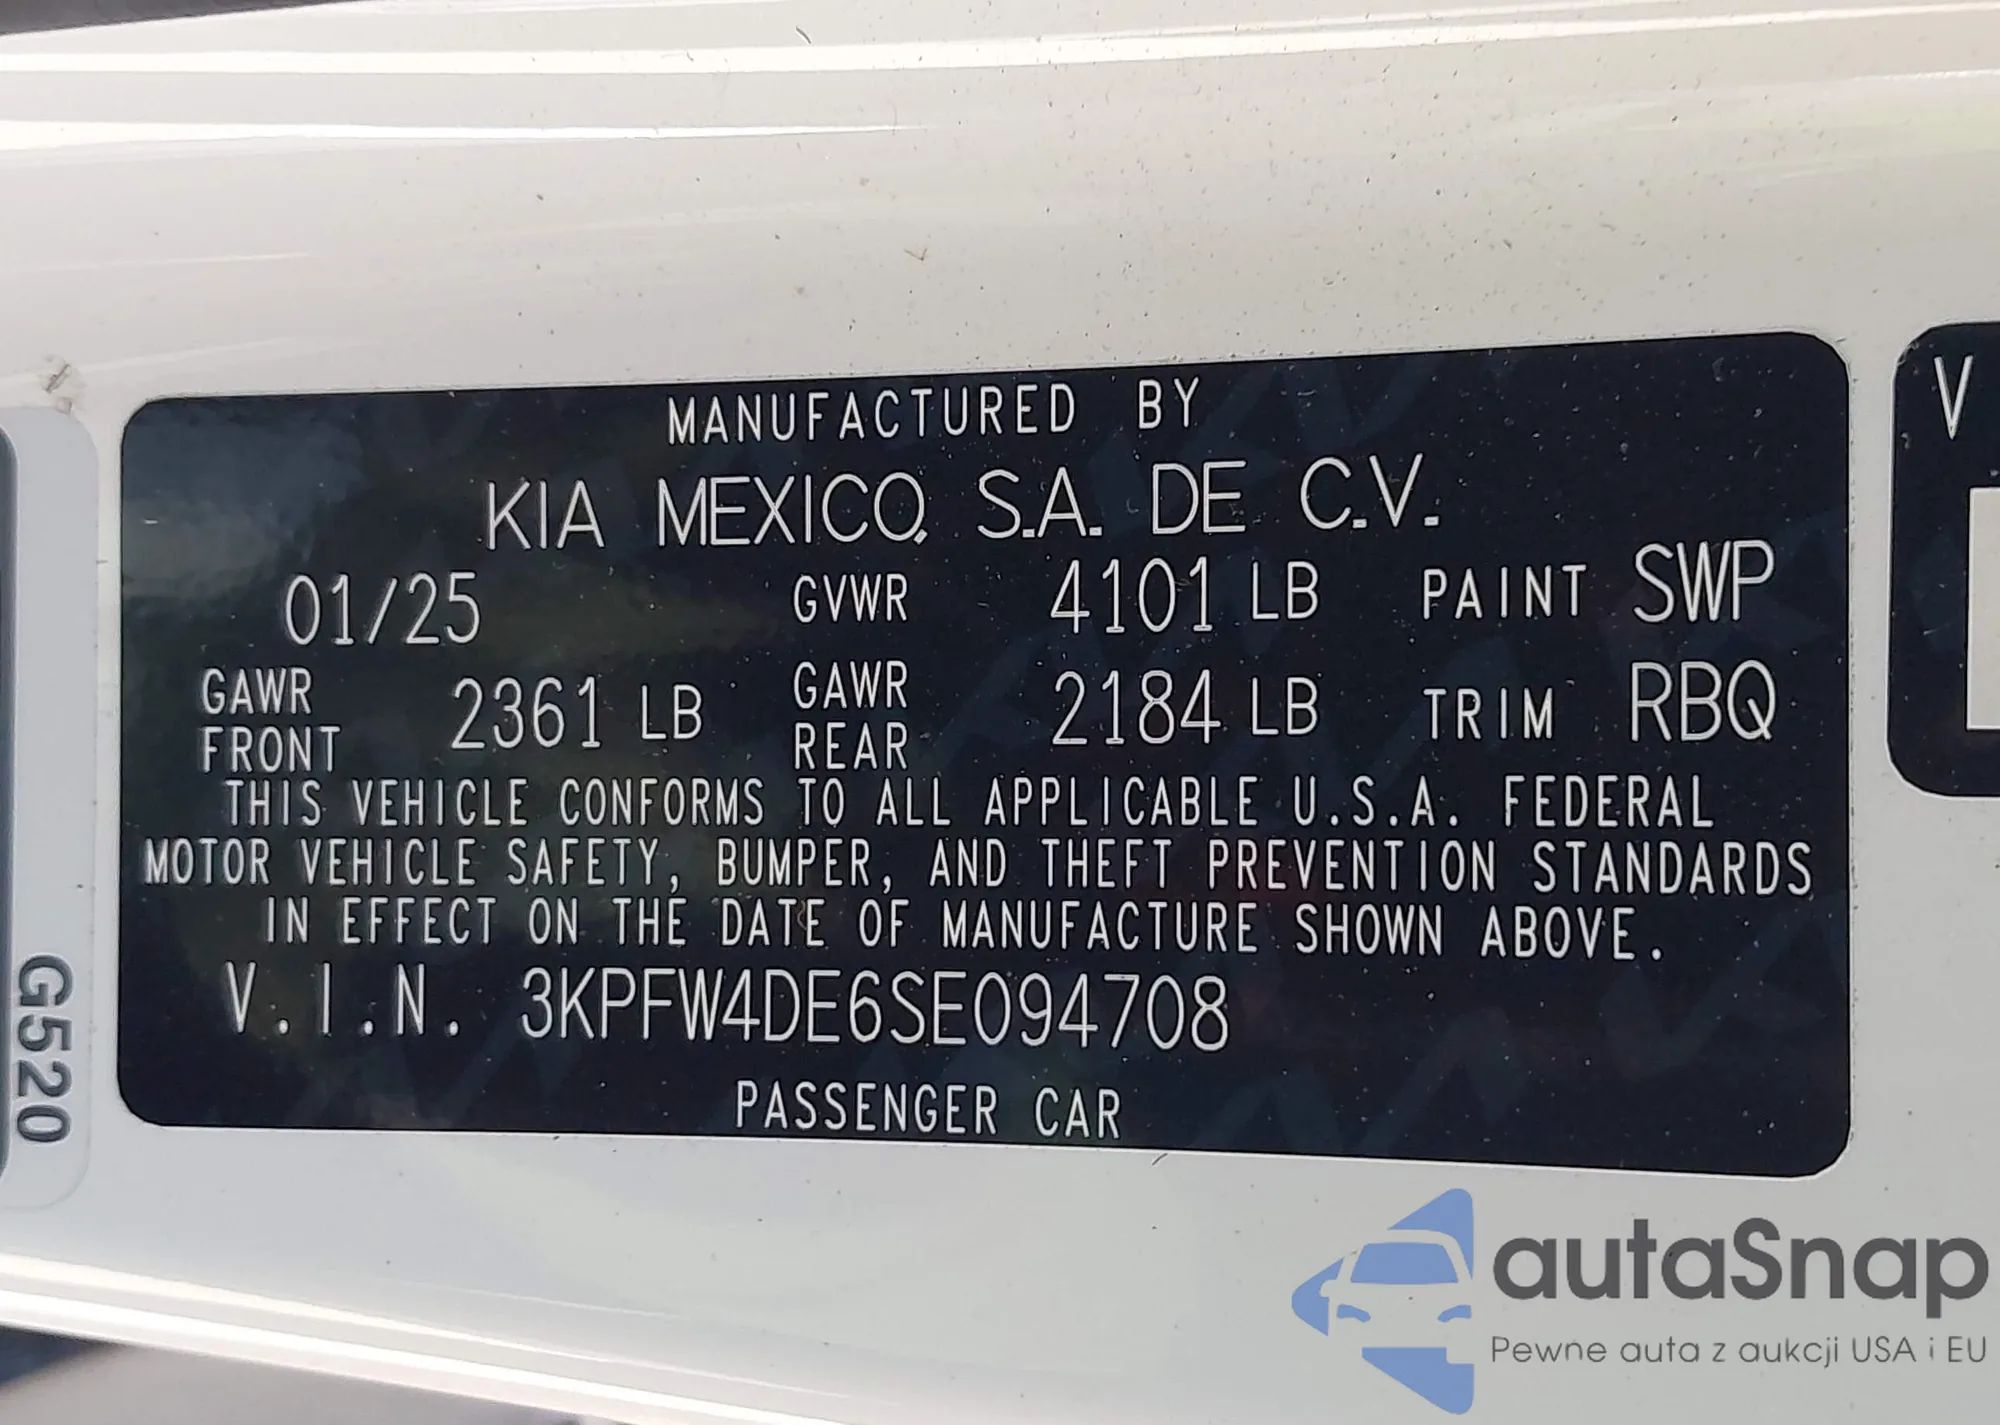 MANUFACTURED BY
KIA MEXICO, S.A. DE C.V.
01/25 GVWR 4101 LB PAINT SWP
GAWR FRONT 2361 LB GAWR REAR 2184 LB TRIM RBQ
THIS VEHICLE CONFORMS TO ALL APPLICABLE U.S.A. FEDERAL
MOTOR VEHICLE SAFETY, BUMPER, AND THEFT PREVENTION STANDARDS
IN EFFECT ON THE DATE OF MANUFACTURE SHOWN ABOVE.
V.I.N. 3KPFW4DE6SE094708
PASSENGER CAR
G520
V
autaSnap
Pewne auta z aukcji USA i EU